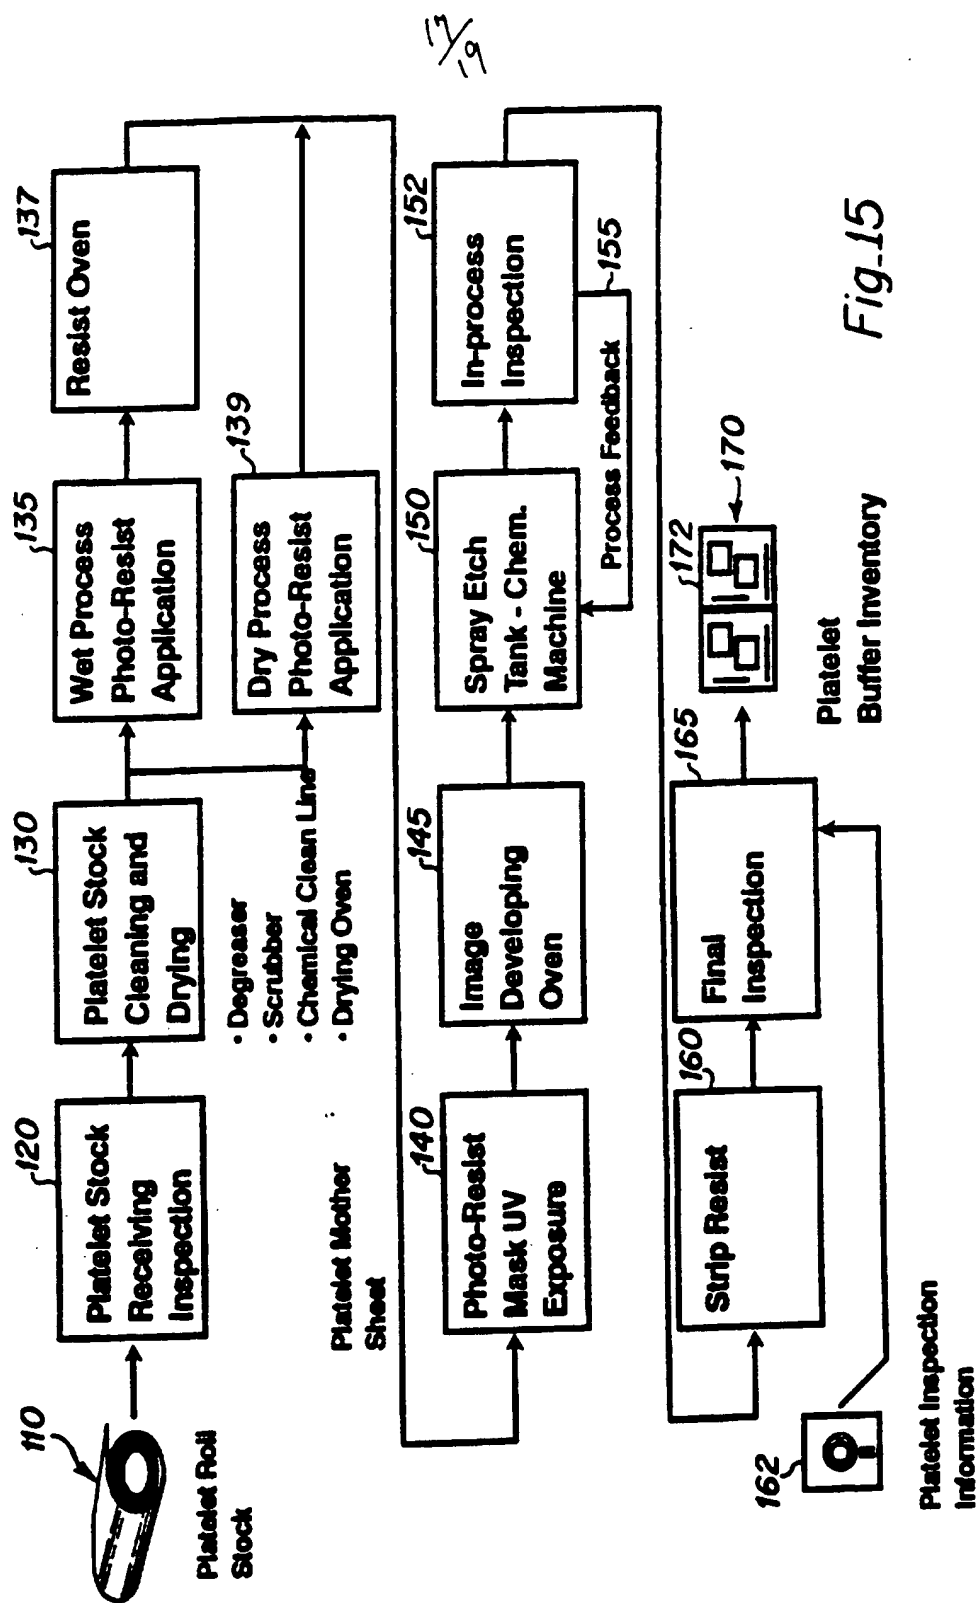 17/19
110
Platelet Roll
Stock
120
Platelet Stock
Receiving
Inspection
130
Platelet Stock
Cleaning and
Drying
• Degreaser
• Scrubber
• Chemical Clean Line
• Drying Oven
135
Wet Process
Photo-Resist
Application
137
Resist Oven
139
Dry Process
Photo-Resist
Application
Platelet Mother
Sheet
140
Photo-Resist
Mask UV
Exposure
145
Image
Developing
Oven
150
Spray Etch
Tank - Chem.
Machine
152
In-process
Inspection
155
Process Feedback
160
Strip Resist
162
Platelet Inspection
Information
165
Final
Inspection
172
170
Platelet
Buffer Inventory
Fig_15